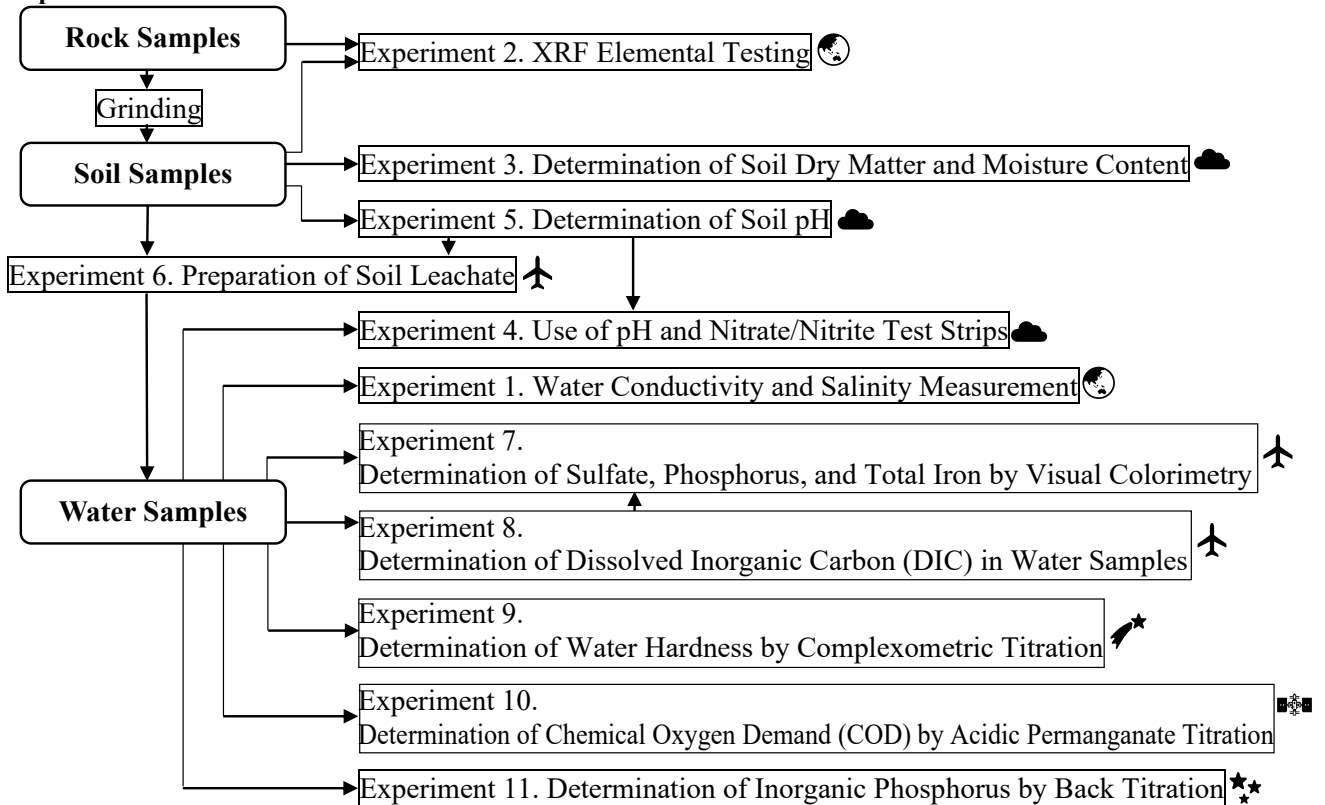 Rock Samples
Experiment 2. XRF Elemental Testing
Grinding
Soil Samples
Experiment 3. Determination of Soil Dry Matter and Moisture Content
Experiment 5. Determination of Soil pH
Experiment 6. Preparation of Soil Leachate
Experiment 4. Use of pH and Nitrate/Nitrite Test Strips
Experiment 1. Water Conductivity and Salinity Measurement
Experiment 7.
Determination of Sulfate, Phosphorus, and Total Iron by Visual Colorimetry
Water Samples
Experiment 8.
Determination of Dissolved Inorganic Carbon (DIC) in Water Samples
Experiment 9.
Determination of Water Hardness by Complexometric Titration
Experiment 10.
Determination of Chemical Oxygen Demand (COD) by Acidic Permanganate Titration
Experiment 11. Determination of Inorganic Phosphorus by Back Titration